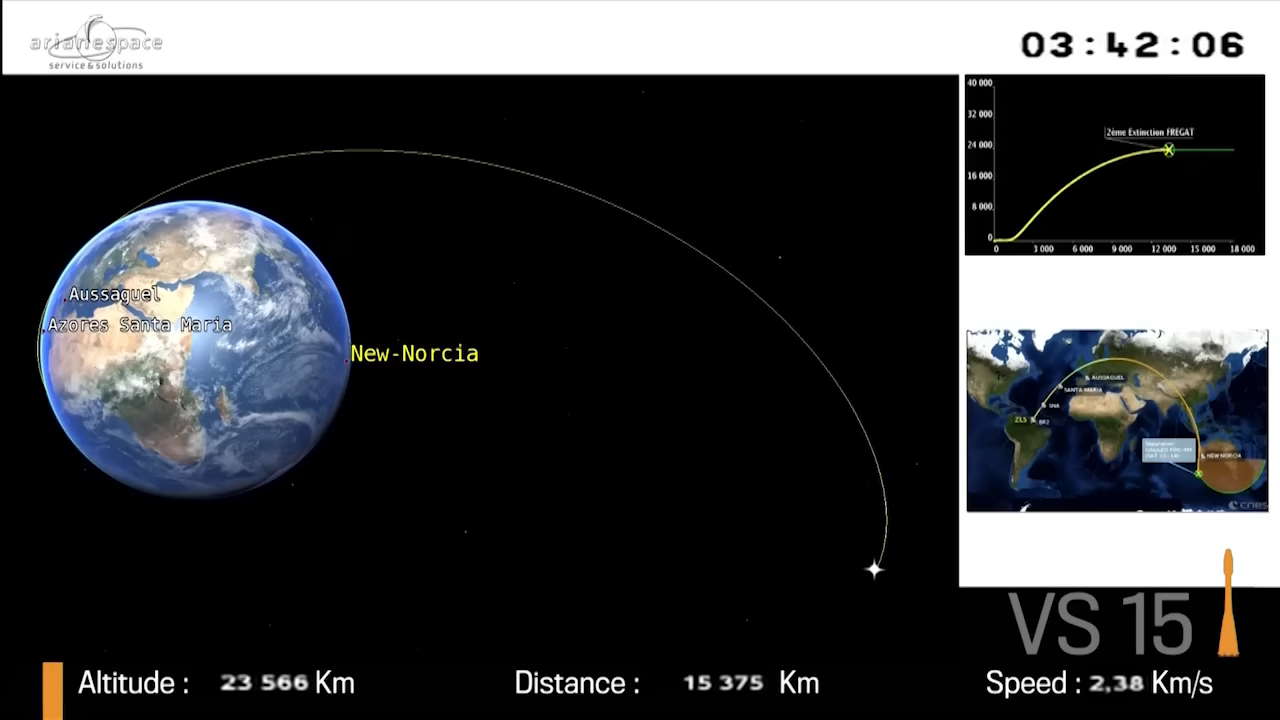 arianespace
service & solutions
03:42:06
40 000
32 000
24 000
16 000
8 000
0
2ème Extinction FREGAT
0 3 000 6 000 9 000 12 000 15 000 18 000
Aussaguel
Azores Santa Maria
New-Norcia
AUSSAGUEL
SANTA MARIA
ZLS
NEW NORCIA
cnes
VS 15
Altitude : 23 566 Km
Distance : 15 375 Km
Speed : 2,38 Km/s